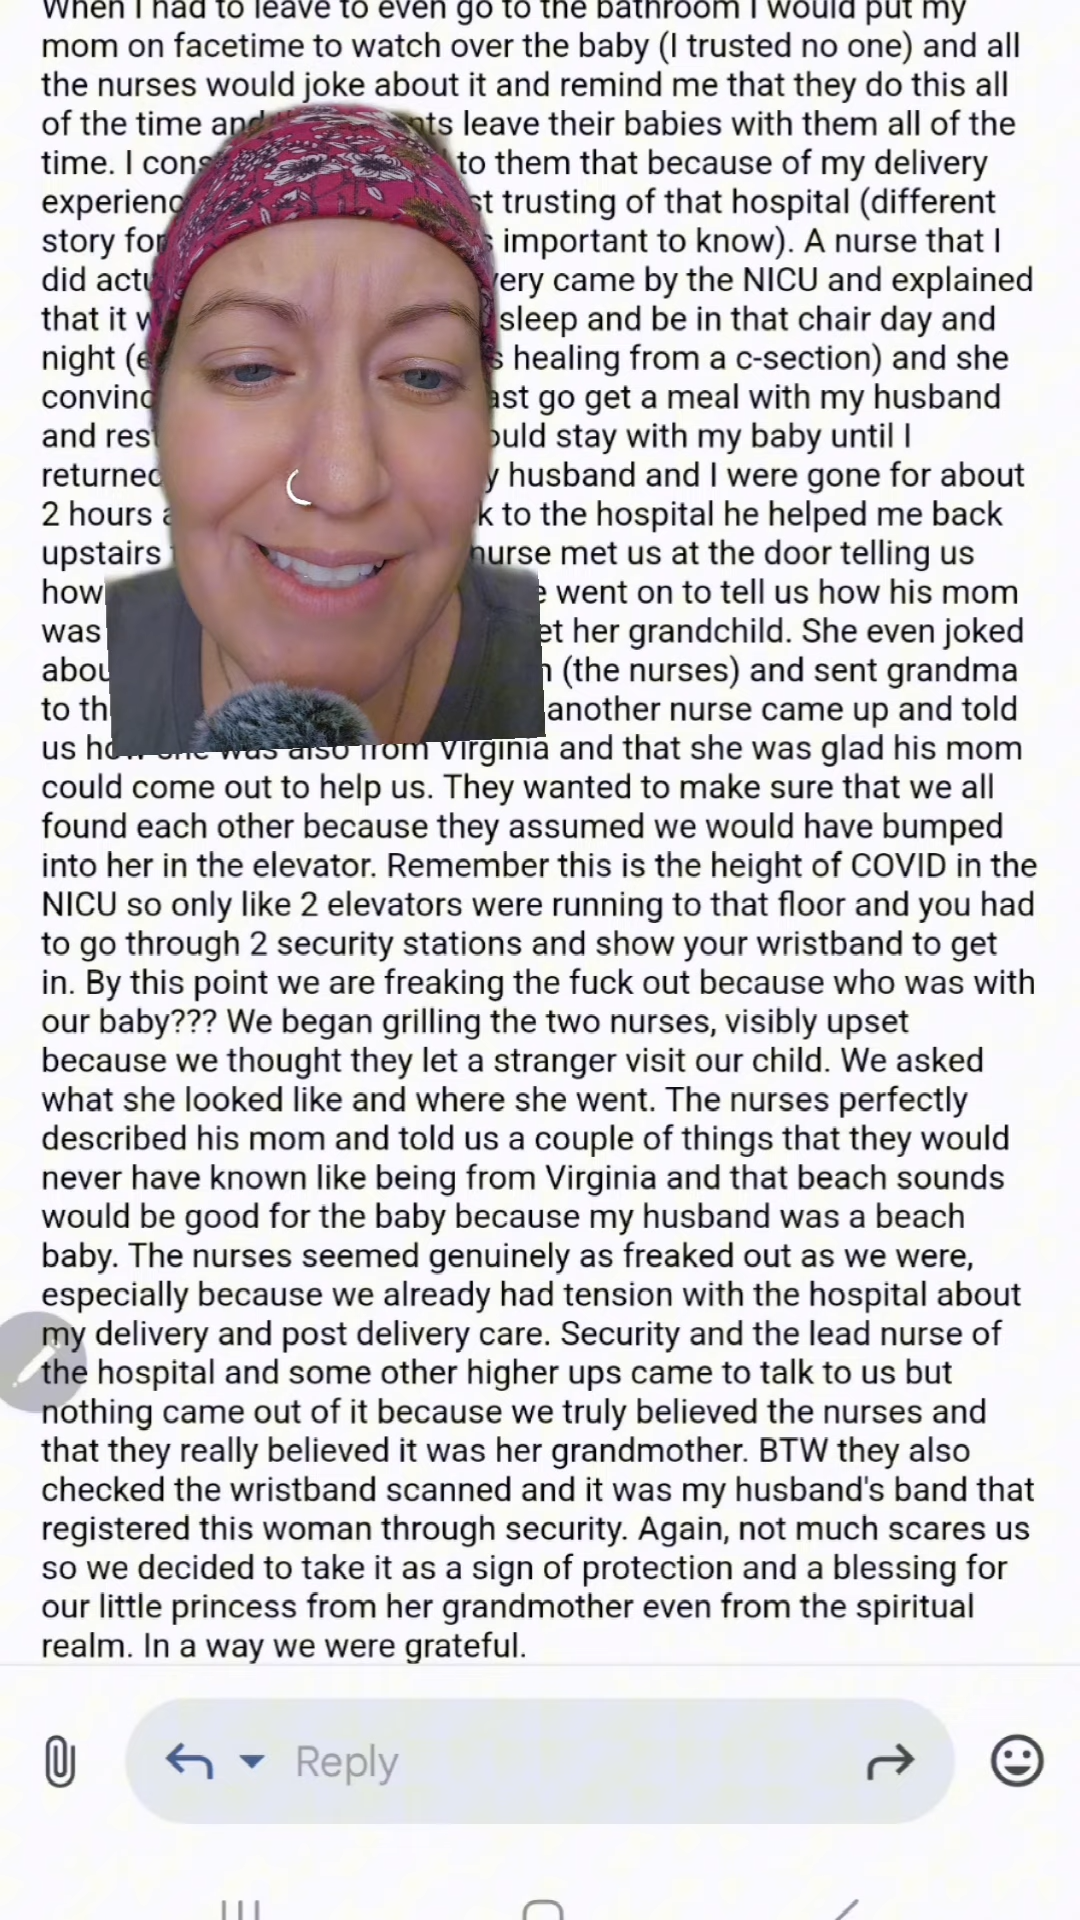 When I had to leave to even go to the bathroom I would put my
mom on facetime to watch over the baby (I trusted no one) and all
the nurses would joke about it and remind me that they do this all
of the time and leave their babies with them all of the
time. I to them that because of my delivery
trusting of that hospital (different
story important to know). A nurse that I
did came by the NICU and explained
that it sleep and be in that chair day and
night healing from a c-section) and she
go get a meal with my husband
and stay with my baby until I
returned husband and I were gone for about
2 hours to the hospital he helped me back
upstairs nurse met us at the door telling us
how went on to tell us how his mom
was her grandchild. She even joked
(the nurses) and sent grandma
to another nurse came up and told
us how she was also from Virginia and that she was glad his mom
could come out to help us. They wanted to make sure that we all
found each other because they assumed we would have bumped
into her in the elevator. Remember this is the height of COVID in the
NICU so only like 2 elevators were running to that floor and you had
to go through 2 security stations and show your wristband to get
in. By this point we are freaking the fuck out because who was with
our baby??? We began grilling the two nurses, visibly upset
because we thought they let a stranger visit our child. We asked
what she looked like and where she went. The nurses perfectly
described his mom and told us a couple of things that they would
never have known like being from Virginia and that beach sounds
would be good for the baby because my husband was a beach
baby. The nurses seemed genuinely as freaked out as we were,
especially because we already had tension with the hospital about
my delivery and post delivery care. Security and the lead nurse of
the hospital and some other higher ups came to talk to us but
nothing came out of it because we truly believed the nurses and
that they really believed it was her grandmother. BTW they also
checked the wristband scanned and it was my husband's band that
registered this woman through security. Again, not much scares us
so we decided to take it as a sign of protection and a blessing for
our little princess from her grandmother even from the spiritual
realm. In a way we were grateful.
Reply